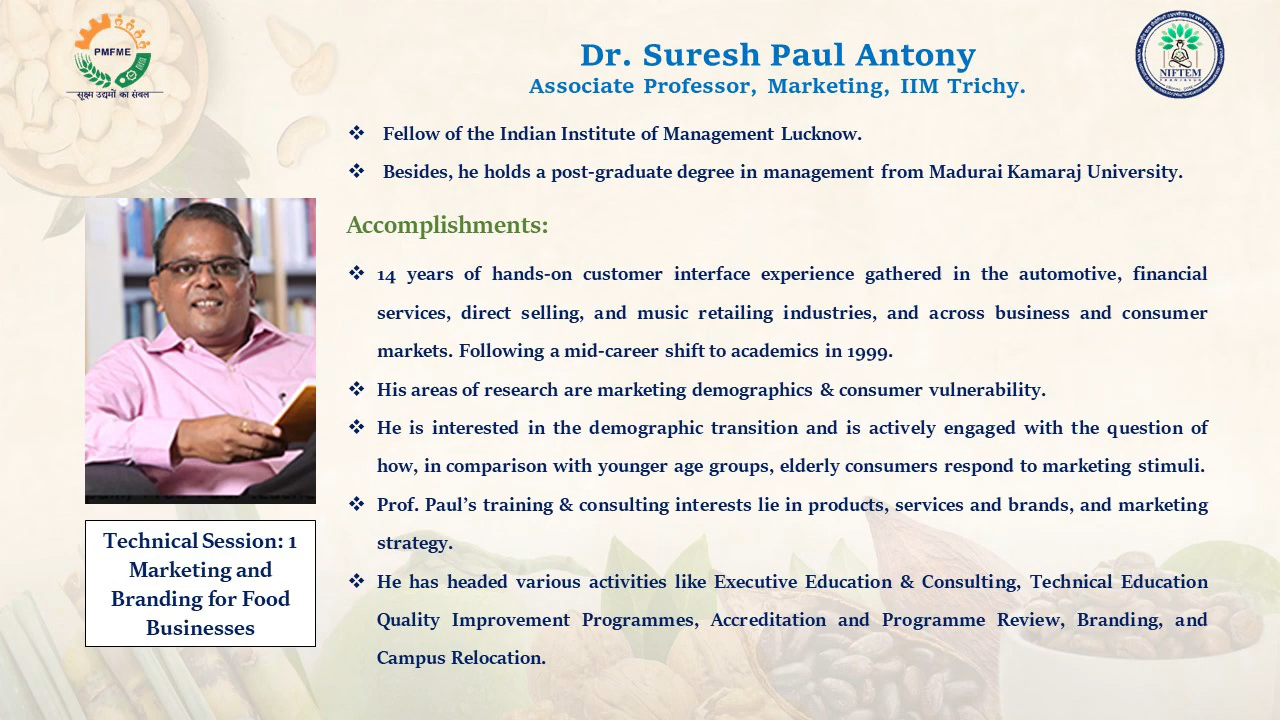 PMFME
सूक्ष्म उद्यमों का संबल
NIFTEM
Dr. Suresh Paul Antony
Associate Professor, Marketing, IIM Trichy.
❖ Fellow of the Indian Institute of Management Lucknow.
❖ Besides, he holds a post-graduate degree in management from Madurai Kamaraj University.
Accomplishments:
❖ 14 years of hands-on customer interface experience gathered in the automotive, financial
services, direct selling, and music retailing industries, and across business and consumer
markets. Following a mid-career shift to academics in 1999.
❖ His areas of research are marketing demographics & consumer vulnerability.
❖ He is interested in the demographic transition and is actively engaged with the question of
how, in comparison with younger age groups, elderly consumers respond to marketing stimuli.
❖ Prof. Paul’s training & consulting interests lie in products, services and brands, and marketing
strategy.
❖ He has headed various activities like Executive Education & Consulting, Technical Education
Quality Improvement Programmes, Accreditation and Programme Review, Branding, and
Campus Relocation.
Technical Session: 1
Marketing and
Branding for Food
Businesses